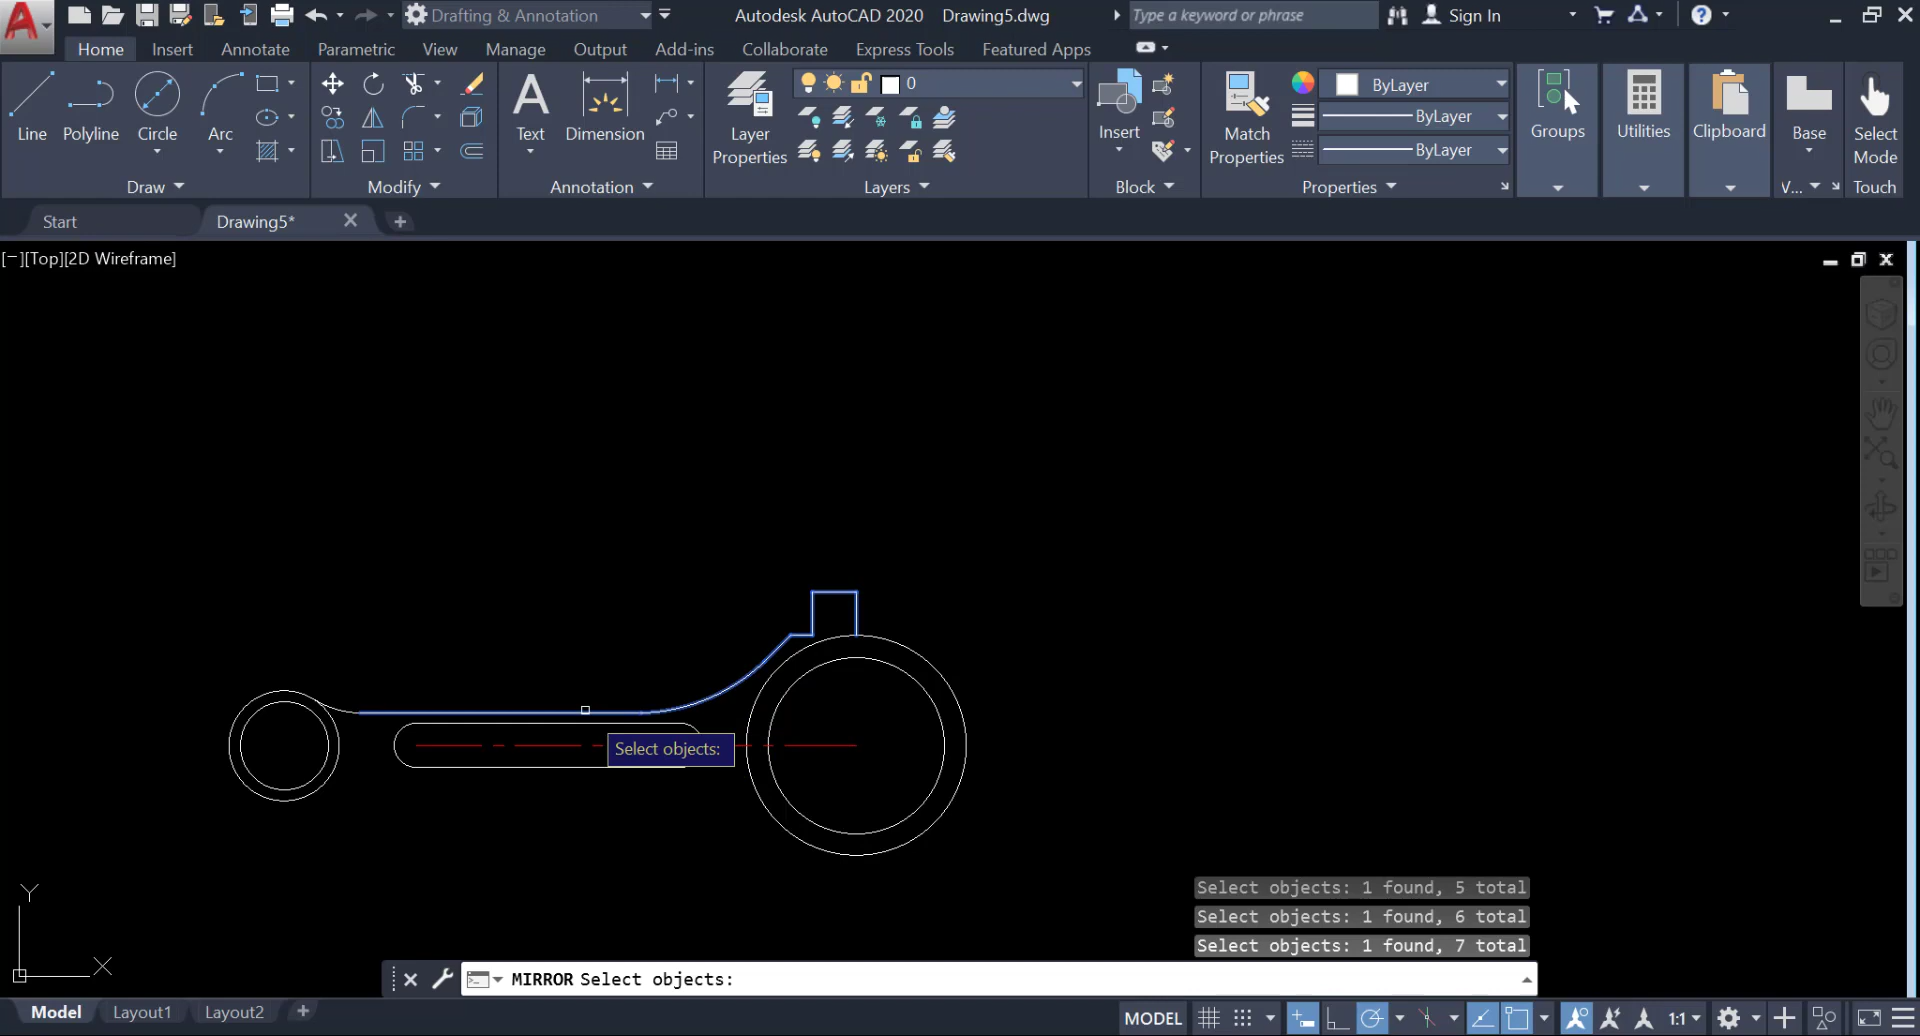 Drafting & Annotation
Autodesk AutoCAD 2020 Drawing5.dwg
Type a keyword or phrase
Sign In
Home Insert Annotate Parametric View Manage Output Add-ins Collaborate Express Tools Featured Apps
Line
Polyline
Circle
Arc
Draw
Modify
Text
Dimension
Annotation
Layer
Properties
0
Layers
Insert
Block
Match
Properties
ByLayer
ByLayer
ByLayer
Properties
Groups
Utilities
Clipboard
Base
V...
Select
Mode
Touch
Start
Drawing5*
[−][Top][2D Wireframe]
Select objects:
Y
X
Select objects: 1 found, 5 total
Select objects: 1 found, 6 total
Select objects: 1 found, 7 total
MIRROR Select objects:
Model Layout1 Layout2
MODEL
1:1